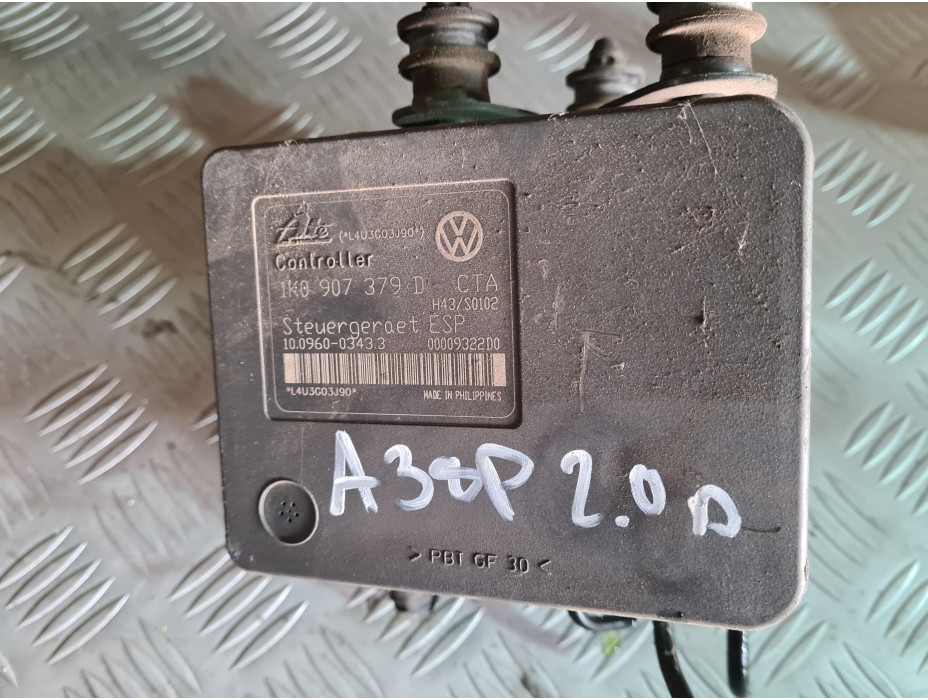 Ate (*L4U3G03J90*)
Controller
1K0 907 379 D CTA
H43/S0102
Steuergeraet ESP
10.0960-0343.3 00009322D0
*L4U3G03J90* MADE IN PHILIPPINES
A3 8P 2.0 D
> PBT GF 30 <